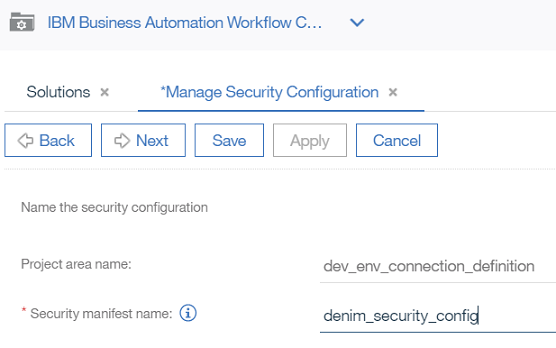 IBM Business Automation Workflow C...
Solutions × *Manage Security Configuration ×
Back Next Save Apply Cancel
Name the security configuration
Project area name: dev_env_connection_definition
* Security manifest name: i denim_security_config